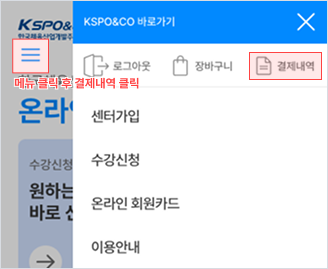 KSPO&CO
한국체육산업개발주
KSPO&CO 바로가기
로그아웃
장바구니
결제내역
메뉴 클릭 후 결제내역 클릭
온라인
센터가입
수강신청
수강신청
원하는
바로 신
온라인 회원카드
이용안내